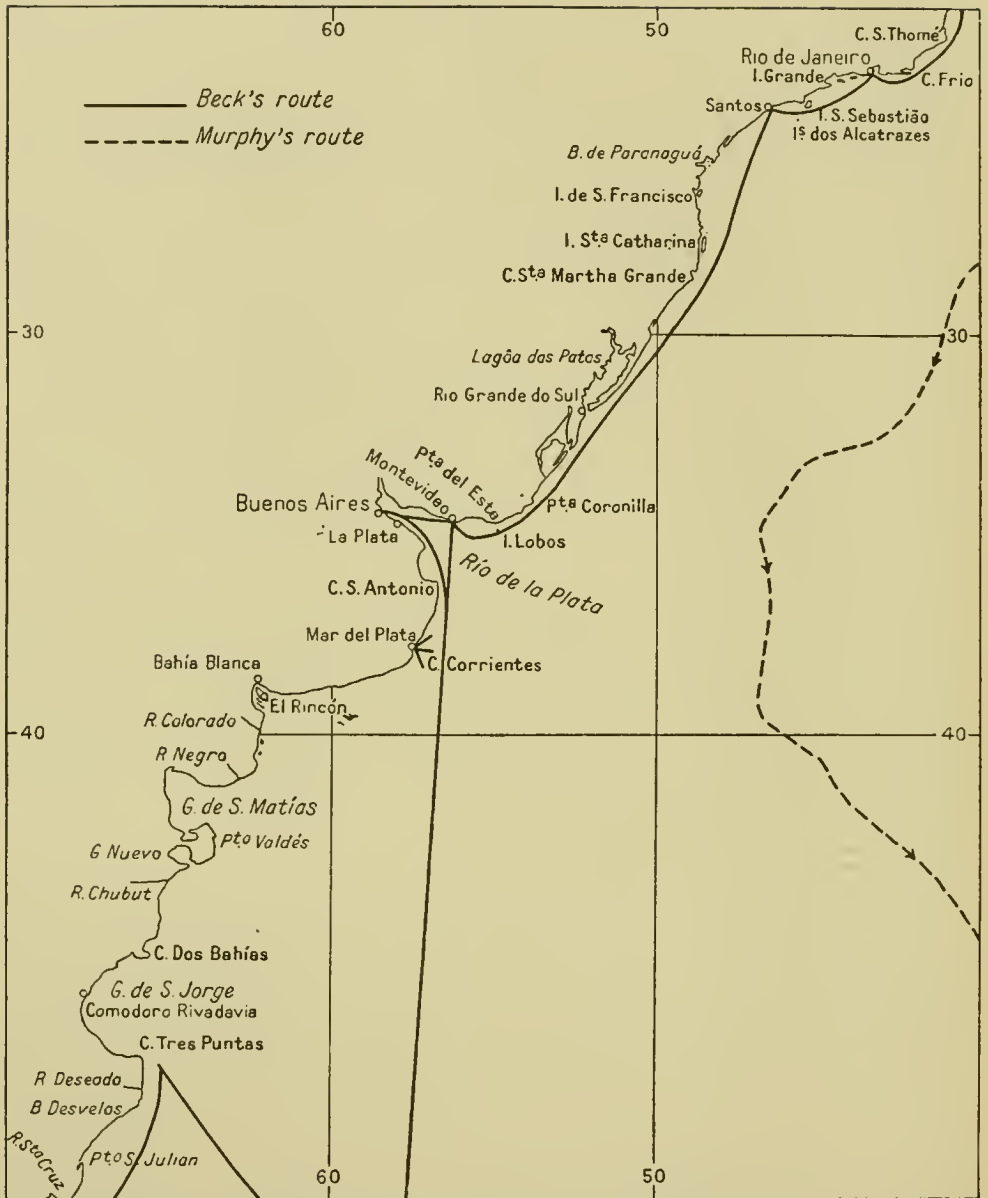 60
50
C. S. Thomé
Rio de Janeiro
I. Grande
C. Frio
Beck's route
Santos
I. S. Sebastião
Is. dos Alcatrazes
Murphy's route
B. de Paranaguá
I. de S. Francisco
I. Sta Catharina
C. Sta Martha Grande
30
30
Lagôa das Patos
Rio Grande do Sul
Pta del Este
Montevideo
Buenos Aires
Pta Coronilla
La Plata
I. Lobos
Río de la Plata
C. S. Antonio
Mar del Plata
C. Corrientes
Bahía Blanca
El Rincón
R. Colorado
40
40
R Negro
G. de S. Matías
Pto Valdés
G Nuevo
R. Chubut
C. Dos Bahías
G. de S. Jorge
Comodoro Rivadavia
C. Tres Puntas
R Deseado
B Desvelos
R. Sta Cruz
Pto S. Julian
60
50